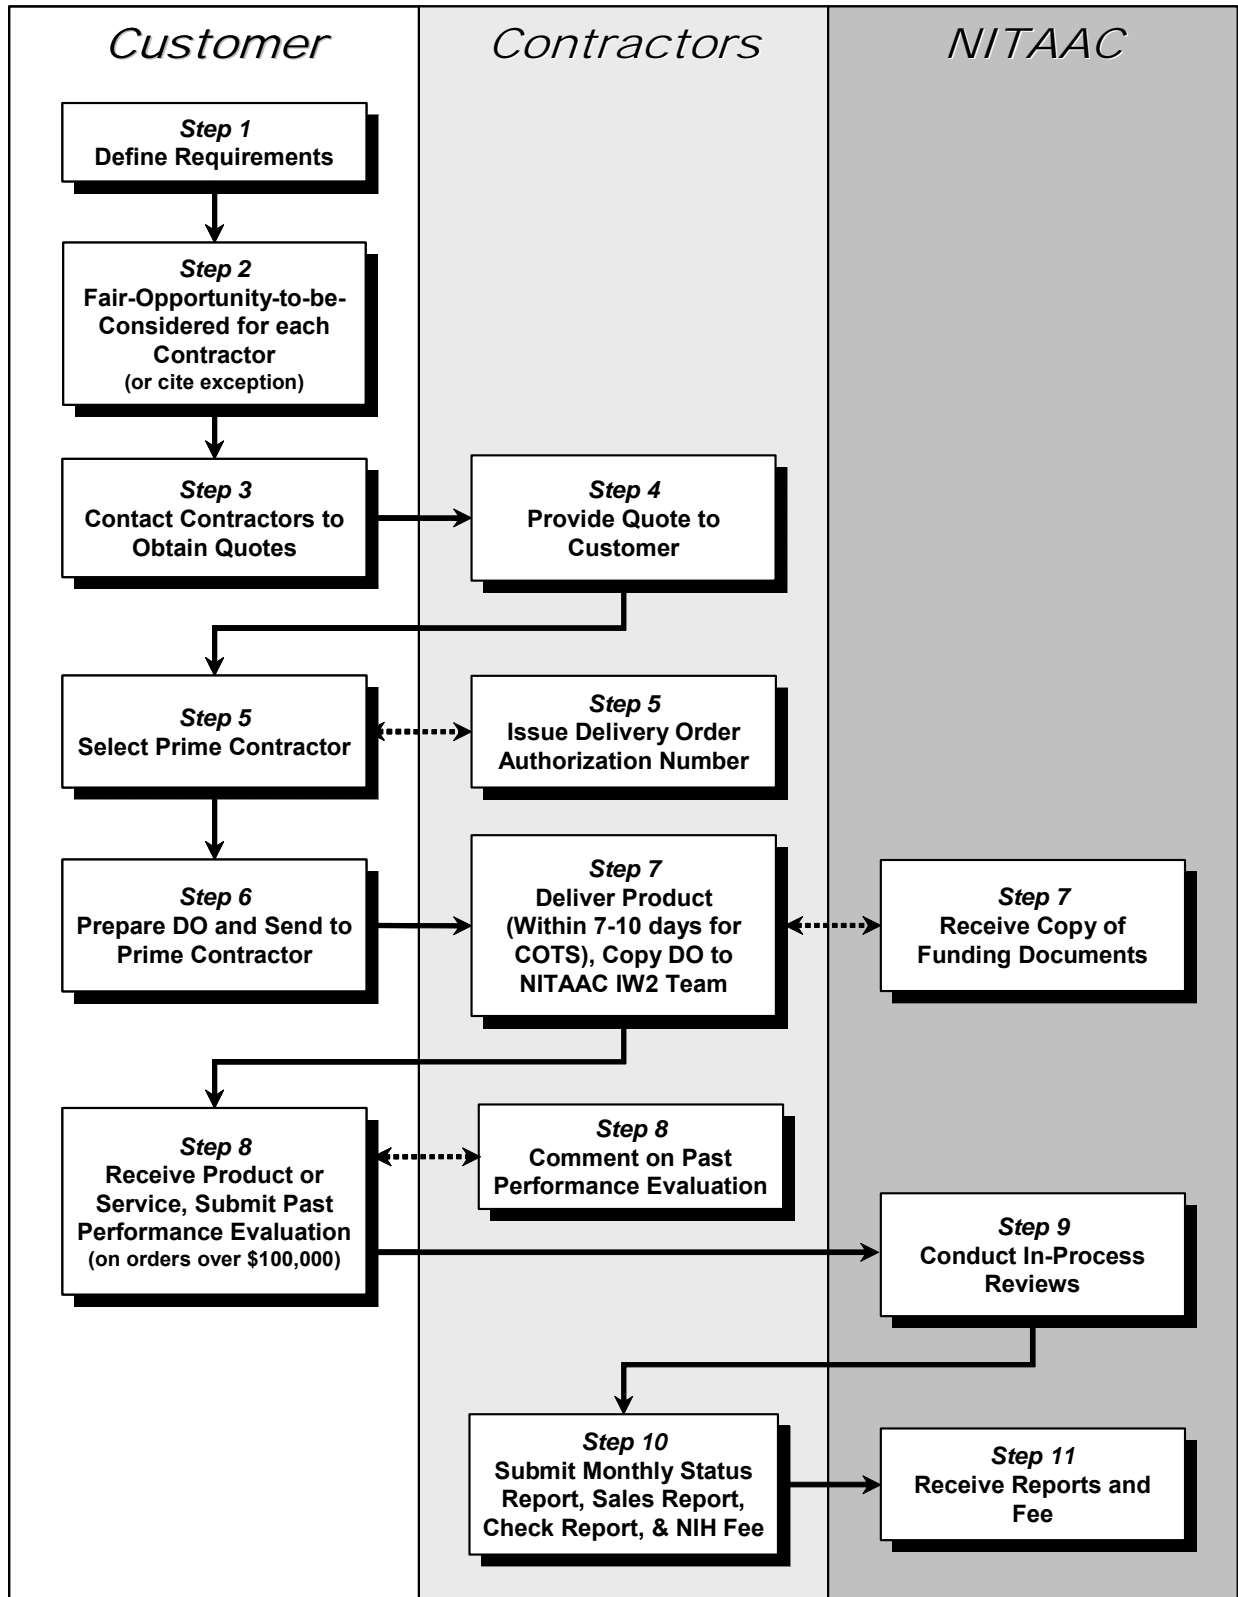 Customer
Contractors
NITAAC
Step 1
Define Requirements
Step 2
Fair-Opportunity-to-be-
Considered for each
Contractor
(or cite exception)
Step 3
Contact Contractors to
Obtain Quotes
Step 4
Provide Quote to
Customer
Step 5
Select Prime Contractor
Step 5
Issue Delivery Order
Authorization Number
Step 6
Prepare DO and Send to
Prime Contractor
Step 7
Deliver Product
(Within 7-10 days for
COTS), Copy DO to
NITAAC IW2 Team
Step 7
Receive Copy of
Funding Documents
Step 8
Receive Product or
Service, Submit Past
Performance Evaluation
(on orders over $100,000)
Step 8
Comment on Past
Performance Evaluation
Step 9
Conduct In-Process
Reviews
Step 10
Submit Monthly Status
Report, Sales Report,
Check Report, & NIH Fee
Step 11
Receive Reports and
Fee